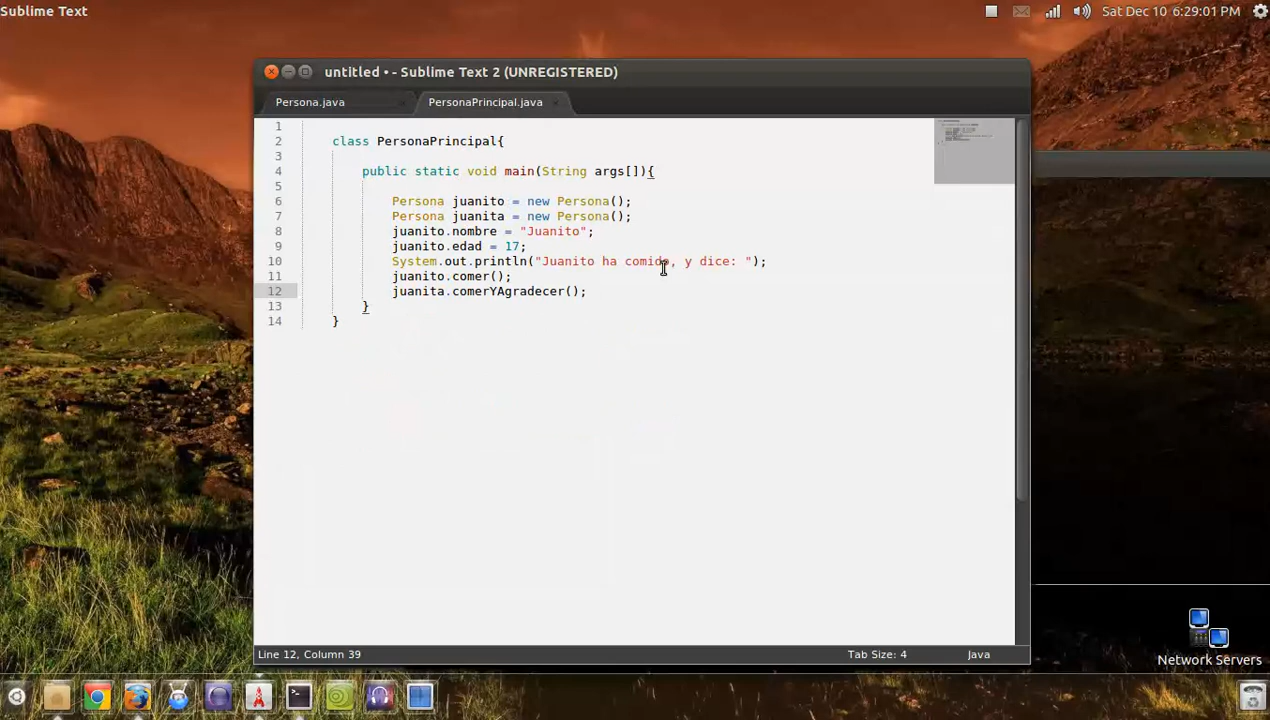 Sublime Text
Sat Dec 10 6:29:01 PM
untitled • - Sublime Text 2 (UNREGISTERED)
Persona.java
PersonaPrincipal.java
1
2 class PersonaPrincipal{
3
4 public static void main(String args[]){
5
6 Persona juanito = new Persona();
7 Persona juanita = new Persona();
8 juanito.nombre = "Juanito";
9 juanito.edad = 17;
10 System.out.println("Juanito ha comido, y dice: ");
11 juanito.comer();
12 juanita.comerYAgradecer();
13 }
14 }
Line 12, Column 39
Tab Size: 4
Java
Network Servers